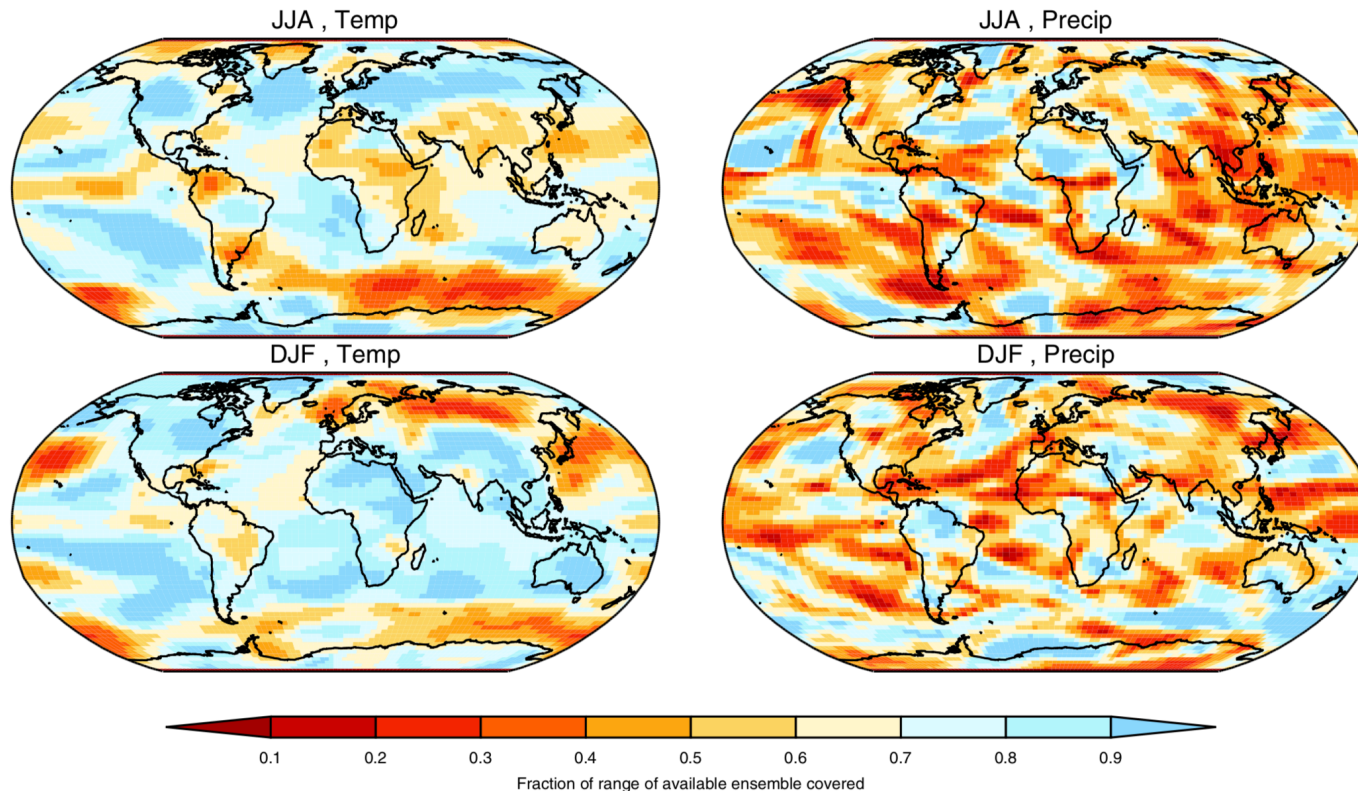 JJA , Temp
JJA , Precip
DJF , Temp
DJF , Precip
0.1 0.2 0.3 0.4 0.5 0.6 0.7 0.8 0.9
Fraction of range of available ensemble covered